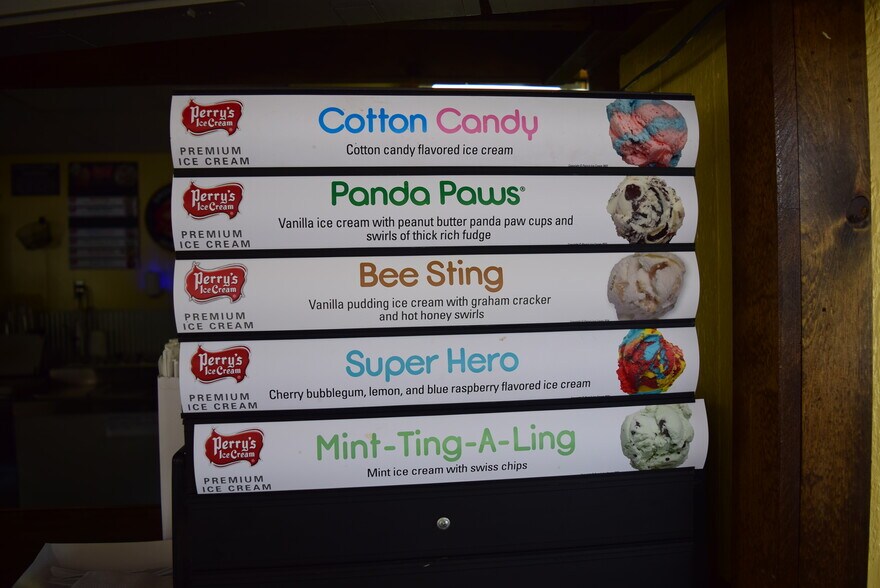 Perry's
Ice Cream
PREMIUM
ICE CREAM
Cotton Candy
Cotton candy flavored ice cream
Perry's
Ice Cream
PREMIUM
ICE CREAM
Panda Paws®
Vanilla ice cream with peanut butter panda paw cups and
swirls of thick rich fudge
Perry's
Ice Cream
PREMIUM
ICE CREAM
Bee Sting
Vanilla pudding ice cream with graham cracker
and hot honey swirls
Perry's
Ice Cream
PREMIUM
ICE CREAM
Super Hero
Cherry bubblegum, lemon, and blue raspberry flavored ice cream
Perry's
Ice Cream
PREMIUM
ICE CREAM
Mint-Ting-A-Ling
Mint ice cream with swiss chips